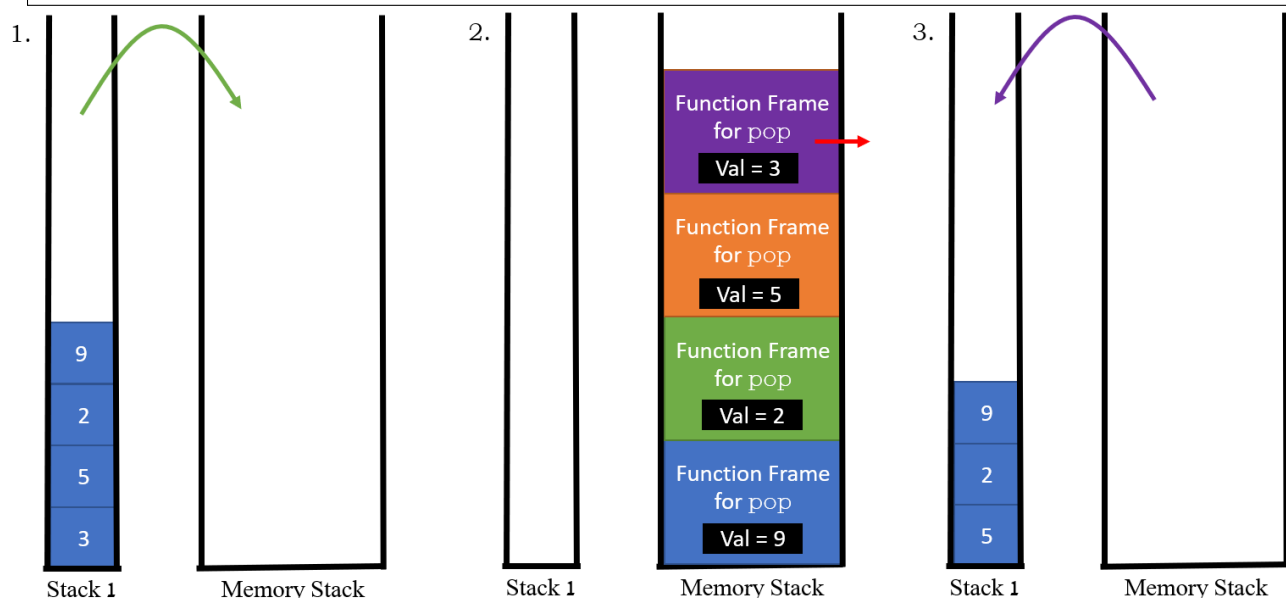 1.
9
2
5
3
Stack 1
Memory Stack
2.
Function Frame
for pop
Val = 3
Function Frame
for pop
Val = 5
Function Frame
for pop
Val = 2
Function Frame
for pop
Val = 9
Stack 1
Memory Stack
3.
9
2
5
Stack 1
Memory Stack